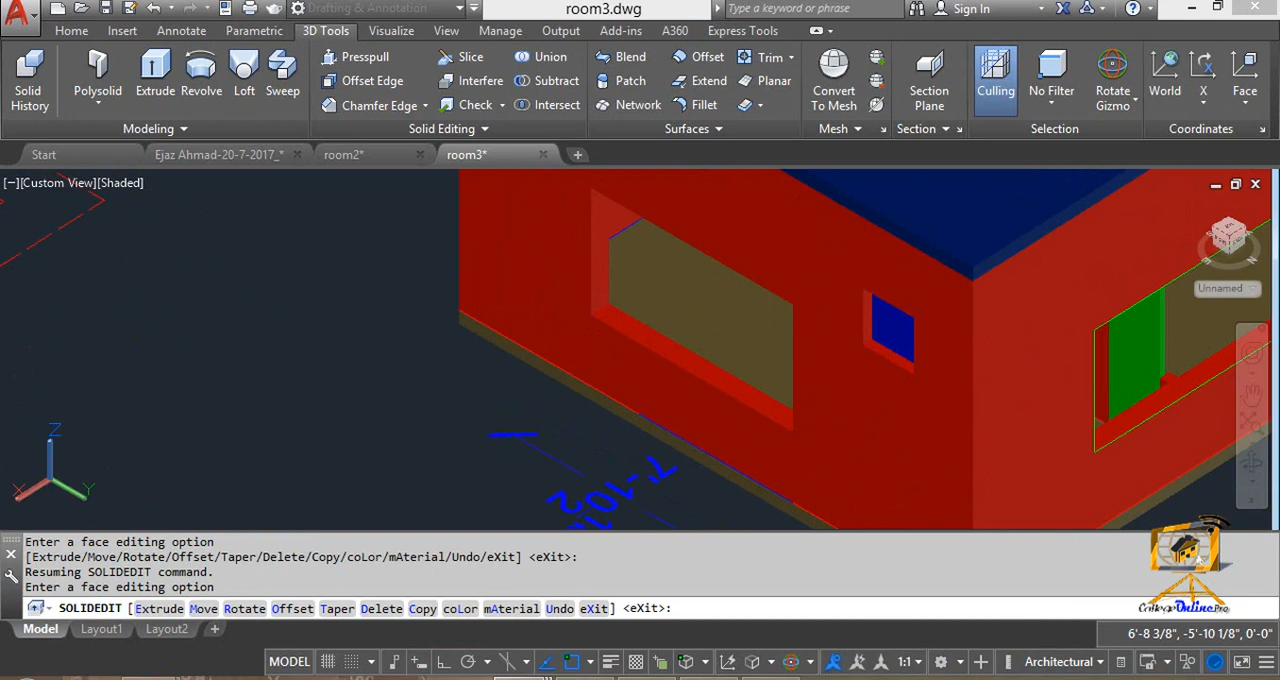 Drafting & Annotation
room3.dwg
Type a keyword or phrase
Sign In
Home Insert Annotate Parametric 3D Tools Visualize View Manage Output Add-ins A360 Express Tools
Solid History
Polysolid
Extrude
Revolve
Loft
Sweep
Presspull
Offset Edge
Chamfer Edge
Slice
Interfere
Check
Union
Subtract
Intersect
Blend
Patch
Network
Offset
Extend
Fillet
Trim
Planar
Convert To Mesh
Section Plane
Culling
No Filter
Rotate Gizmo
World
X
Face
Modeling
Solid Editing
Surfaces
Mesh
Section
Selection
Coordinates
Start
Ejaz Ahmad-20-7-2017_*
room2*
room3*
[−][Custom View][Shaded]
Unnamed
Z
X
Y
Enter a face editing option
[Extrude/Move/Rotate/Offset/Taper/Delete/Copy/coLor/mAterial/Undo/eXit] <eXit>:
Resuming SOLIDEDIT command.
Enter a face editing option
SOLIDEDIT [Extrude Move Rotate Offset Taper Delete Copy coLor mAterial Undo eXit] <eXit>:
College Online Pro
Model Layout1 Layout2
6'-8 3/8", -5'-10 1/8", 0'-0"
MODEL
1:1
Architectural